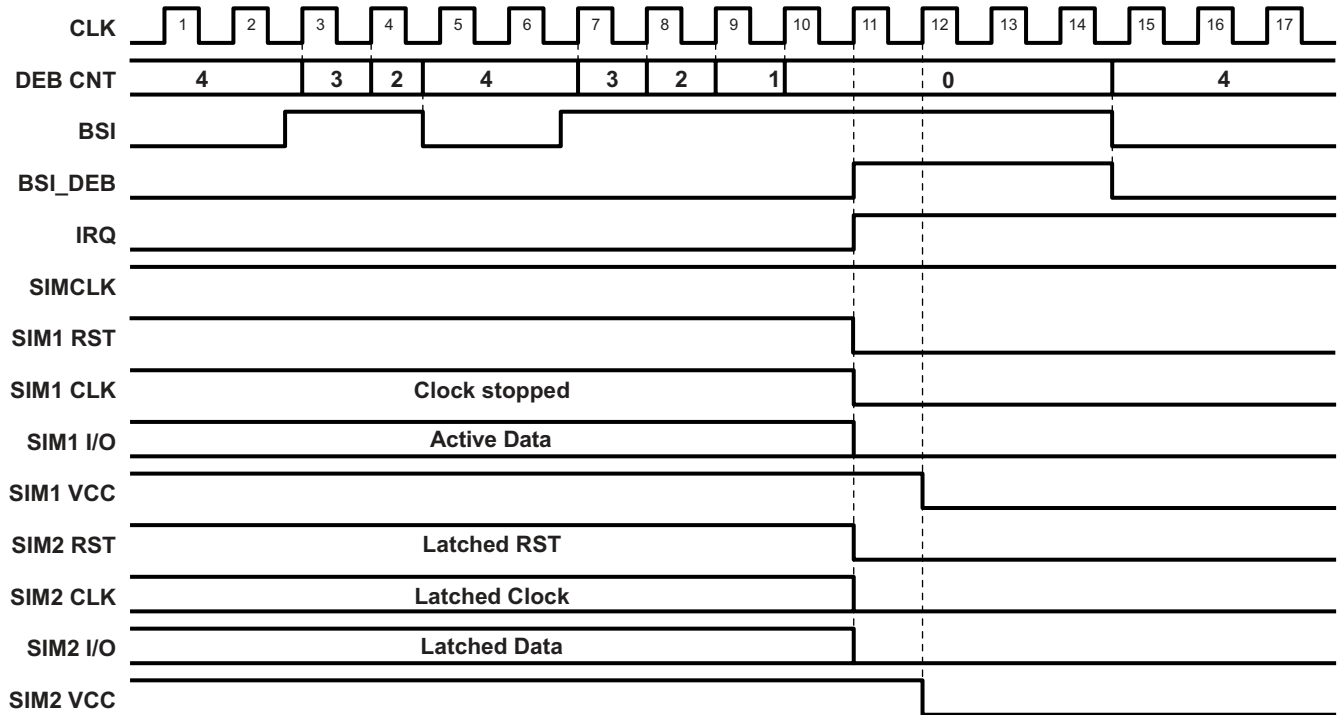 CLK 1 2 3 4 5 6 7 8 9 10 11 12 13 14 15 16 17
DEB CNT 4 3 2 4 3 2 1 0 4
BSI
BSI_DEB
IRQ
SIMCLK
SIM1 RST
SIM1 CLK Clock stopped
SIM1 I/O Active Data
SIM1 VCC
SIM2 RST Latched RST
SIM2 CLK Latched Clock
SIM2 I/O Latched Data
SIM2 VCC